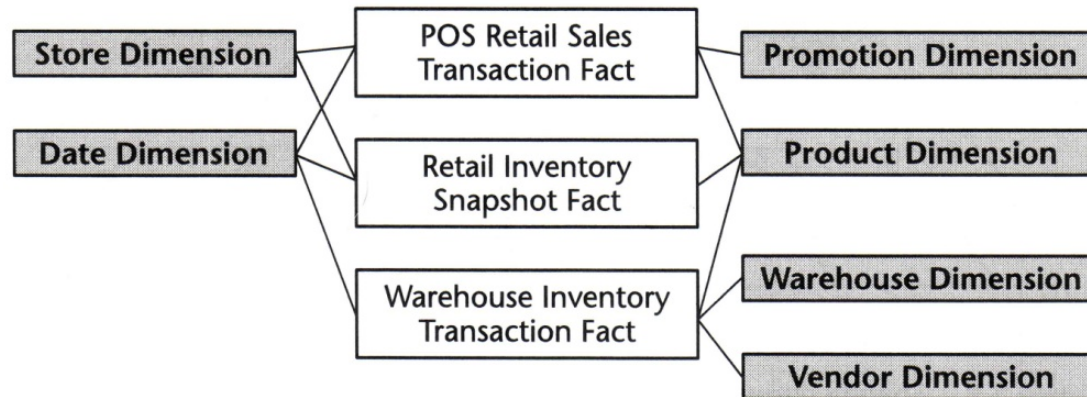 Store Dimension
Date Dimension
POS Retail Sales
Transaction Fact
Retail Inventory
Snapshot Fact
Warehouse Inventory
Transaction Fact
Promotion Dimension
Product Dimension
Warehouse Dimension
Vendor Dimension